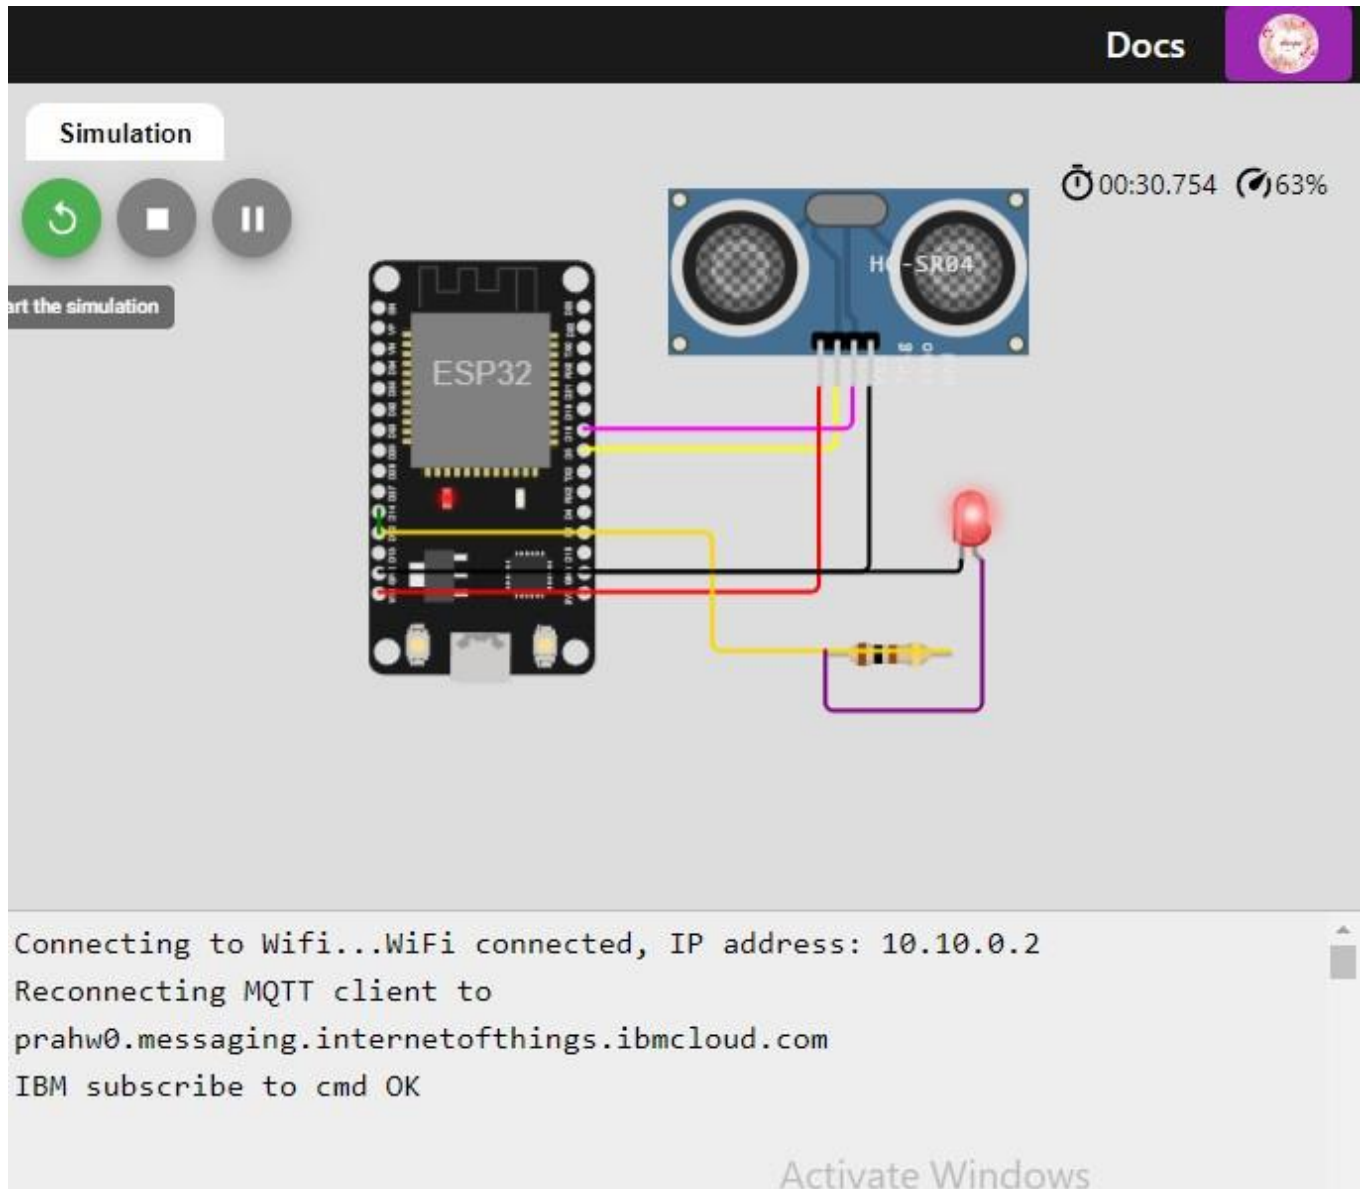 Docs
Simulation
00:30.754 63%
art the simulation
HC-SR04
ESP32
Connecting to Wifi...WiFi connected, IP address: 10.10.0.2
Reconnecting MQTT client to
prahw0.messaging.internetofthings.ibmcloud.com
IBM subscribe to cmd OK
Activate Windows